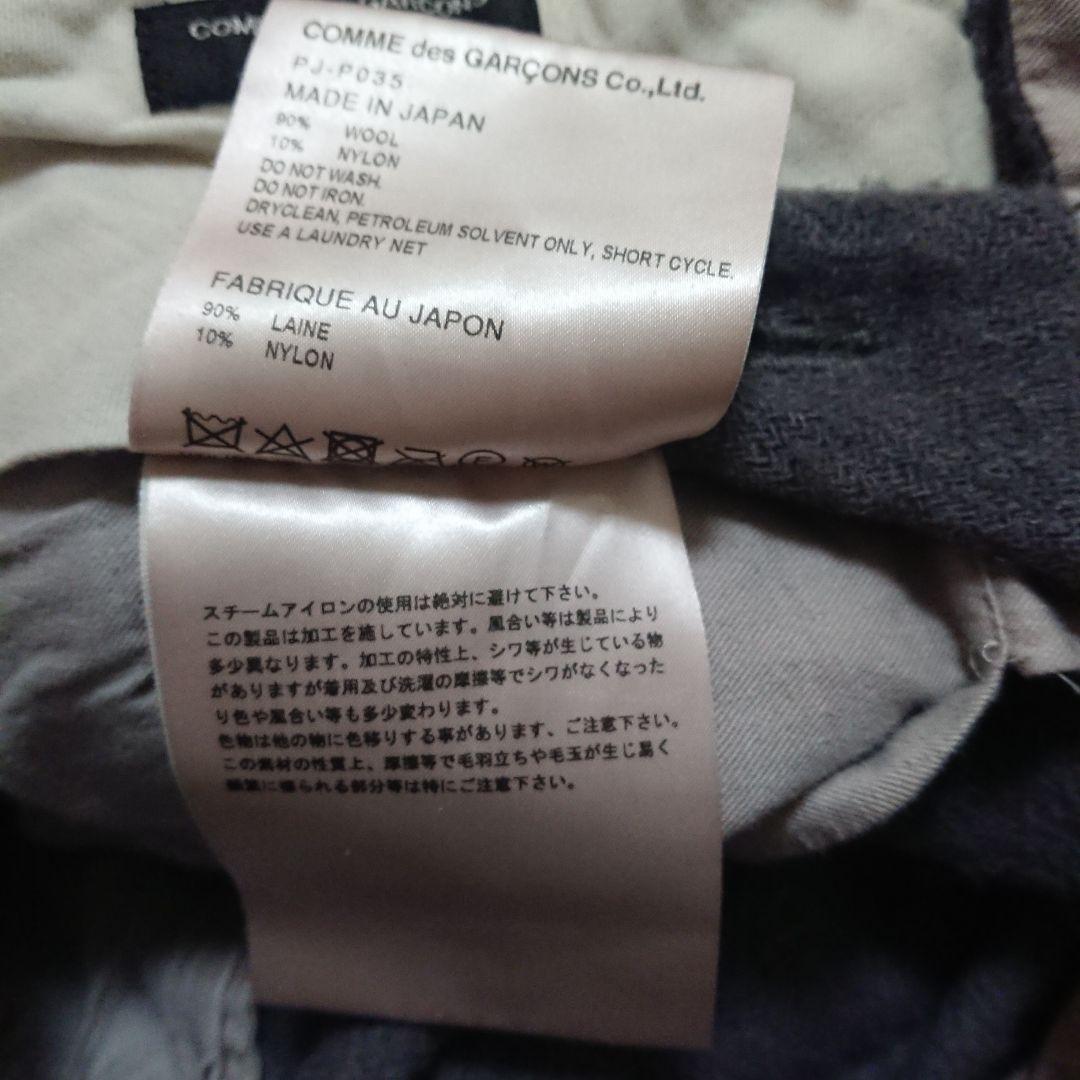 GARÇONS
COM
COMME des GARÇONS Co.,Ltd.
PJ-P035
MADE IN JAPAN
90% WOOL
10% NYLON
DO NOT WASH.
DO NOT IRON.
DRYCLEAN, PETROLEUM SOLVENT ONLY, SHORT CYCLE.
USE A LAUNDRY NET
FABRIQUE AU JAPON
90% LAINE
10% NYLON
スチームアイロンの使用は絶対に避けて下さい。
この製品は加工を施しています。風合い等は製品により
多少異なります。加工の特性上、シワ等が生じている物
がありますが着用及び洗濯の摩擦等でシワがなくなった
り色や風合い等も多少変わります。
色物は他の物に色移りする事があります、ご注意下さい。
この素材の性質上、摩擦等で毛羽立ちや毛玉が生じ易く
られる部分等は特にご注意下さい。